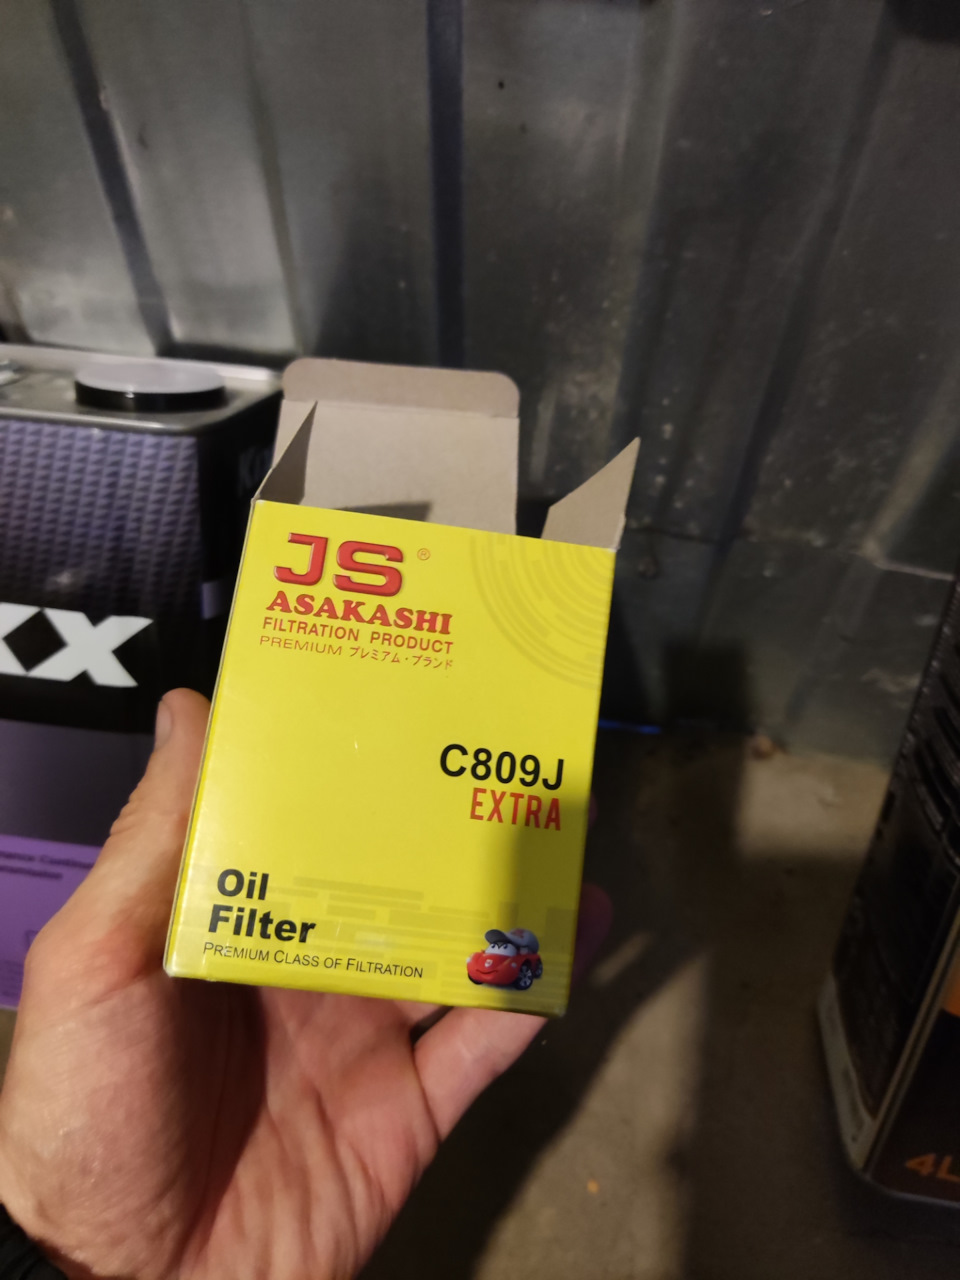 JS ®
ASAKASHI
FILTRATION PRODUCT
PREMIUM プレミアム・ブランド
C809J
EXTRA
Oil
Filter
PREMIUM CLASS OF FILTRATION
4L